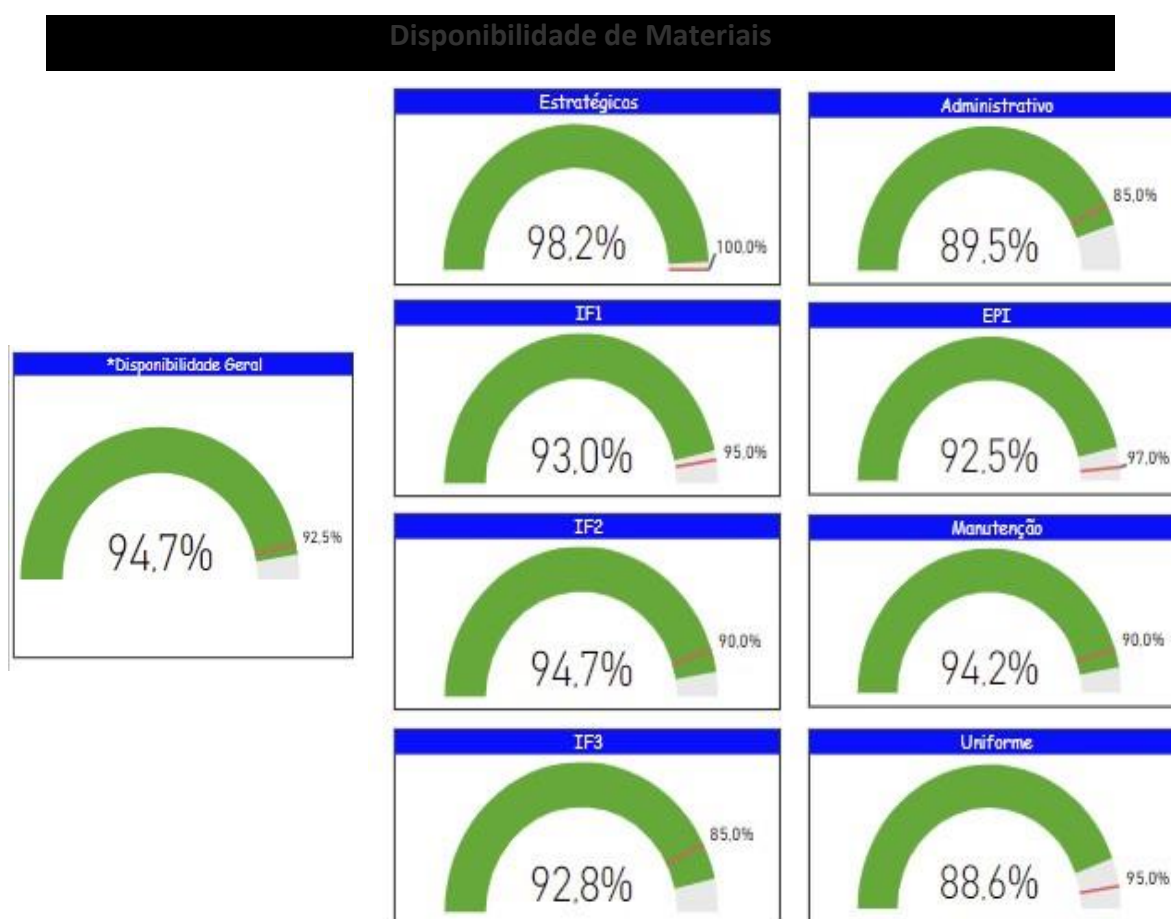 Disponibilidade de Materiais
*Disponibilidade Geral
94,7%
92,5%
Estratégicos
98,2%
100,0%
Administrativo
89,5%
85,0%
IF1
93,0%
95,0%
EPI
92,5%
97,0%
IF2
94,7%
90,0%
Manutenção
94,2%
90,0%
IF3
92,8%
85,0%
Uniforme
88,6%
95,0%